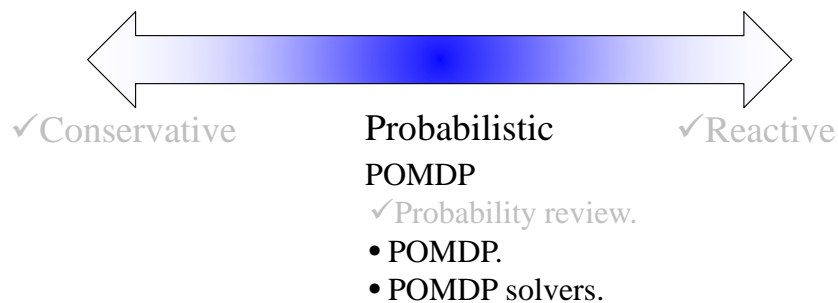 ✓Conservative Probabilistic ✓Reactive
POMDP
✓Probability review.
• POMDP.
• POMDP solvers.